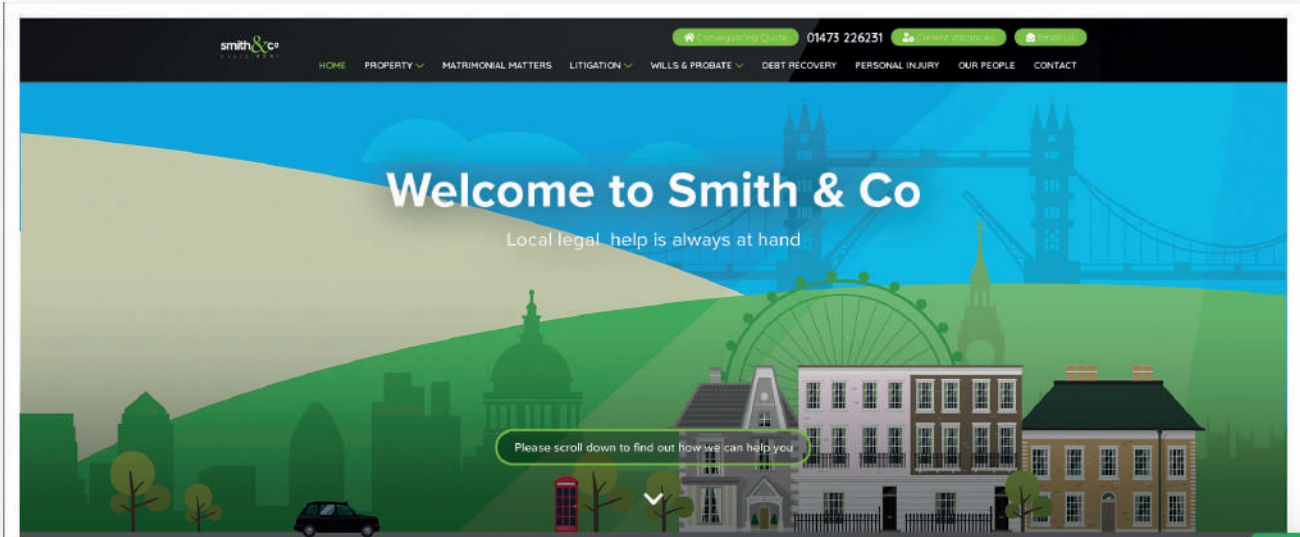 smith&co
Conveyancing Quote 01473 226231 Current Vacancies Email Us
HOME PROPERTY MATRIMONIAL MATTERS LITIGATION WILLS & PROBATE DEBT RECOVERY PERSONAL INJURY OUR PEOPLE CONTACT
Welcome to Smith & Co
Local legal help is always at hand
Please scroll down to find out how we can help you